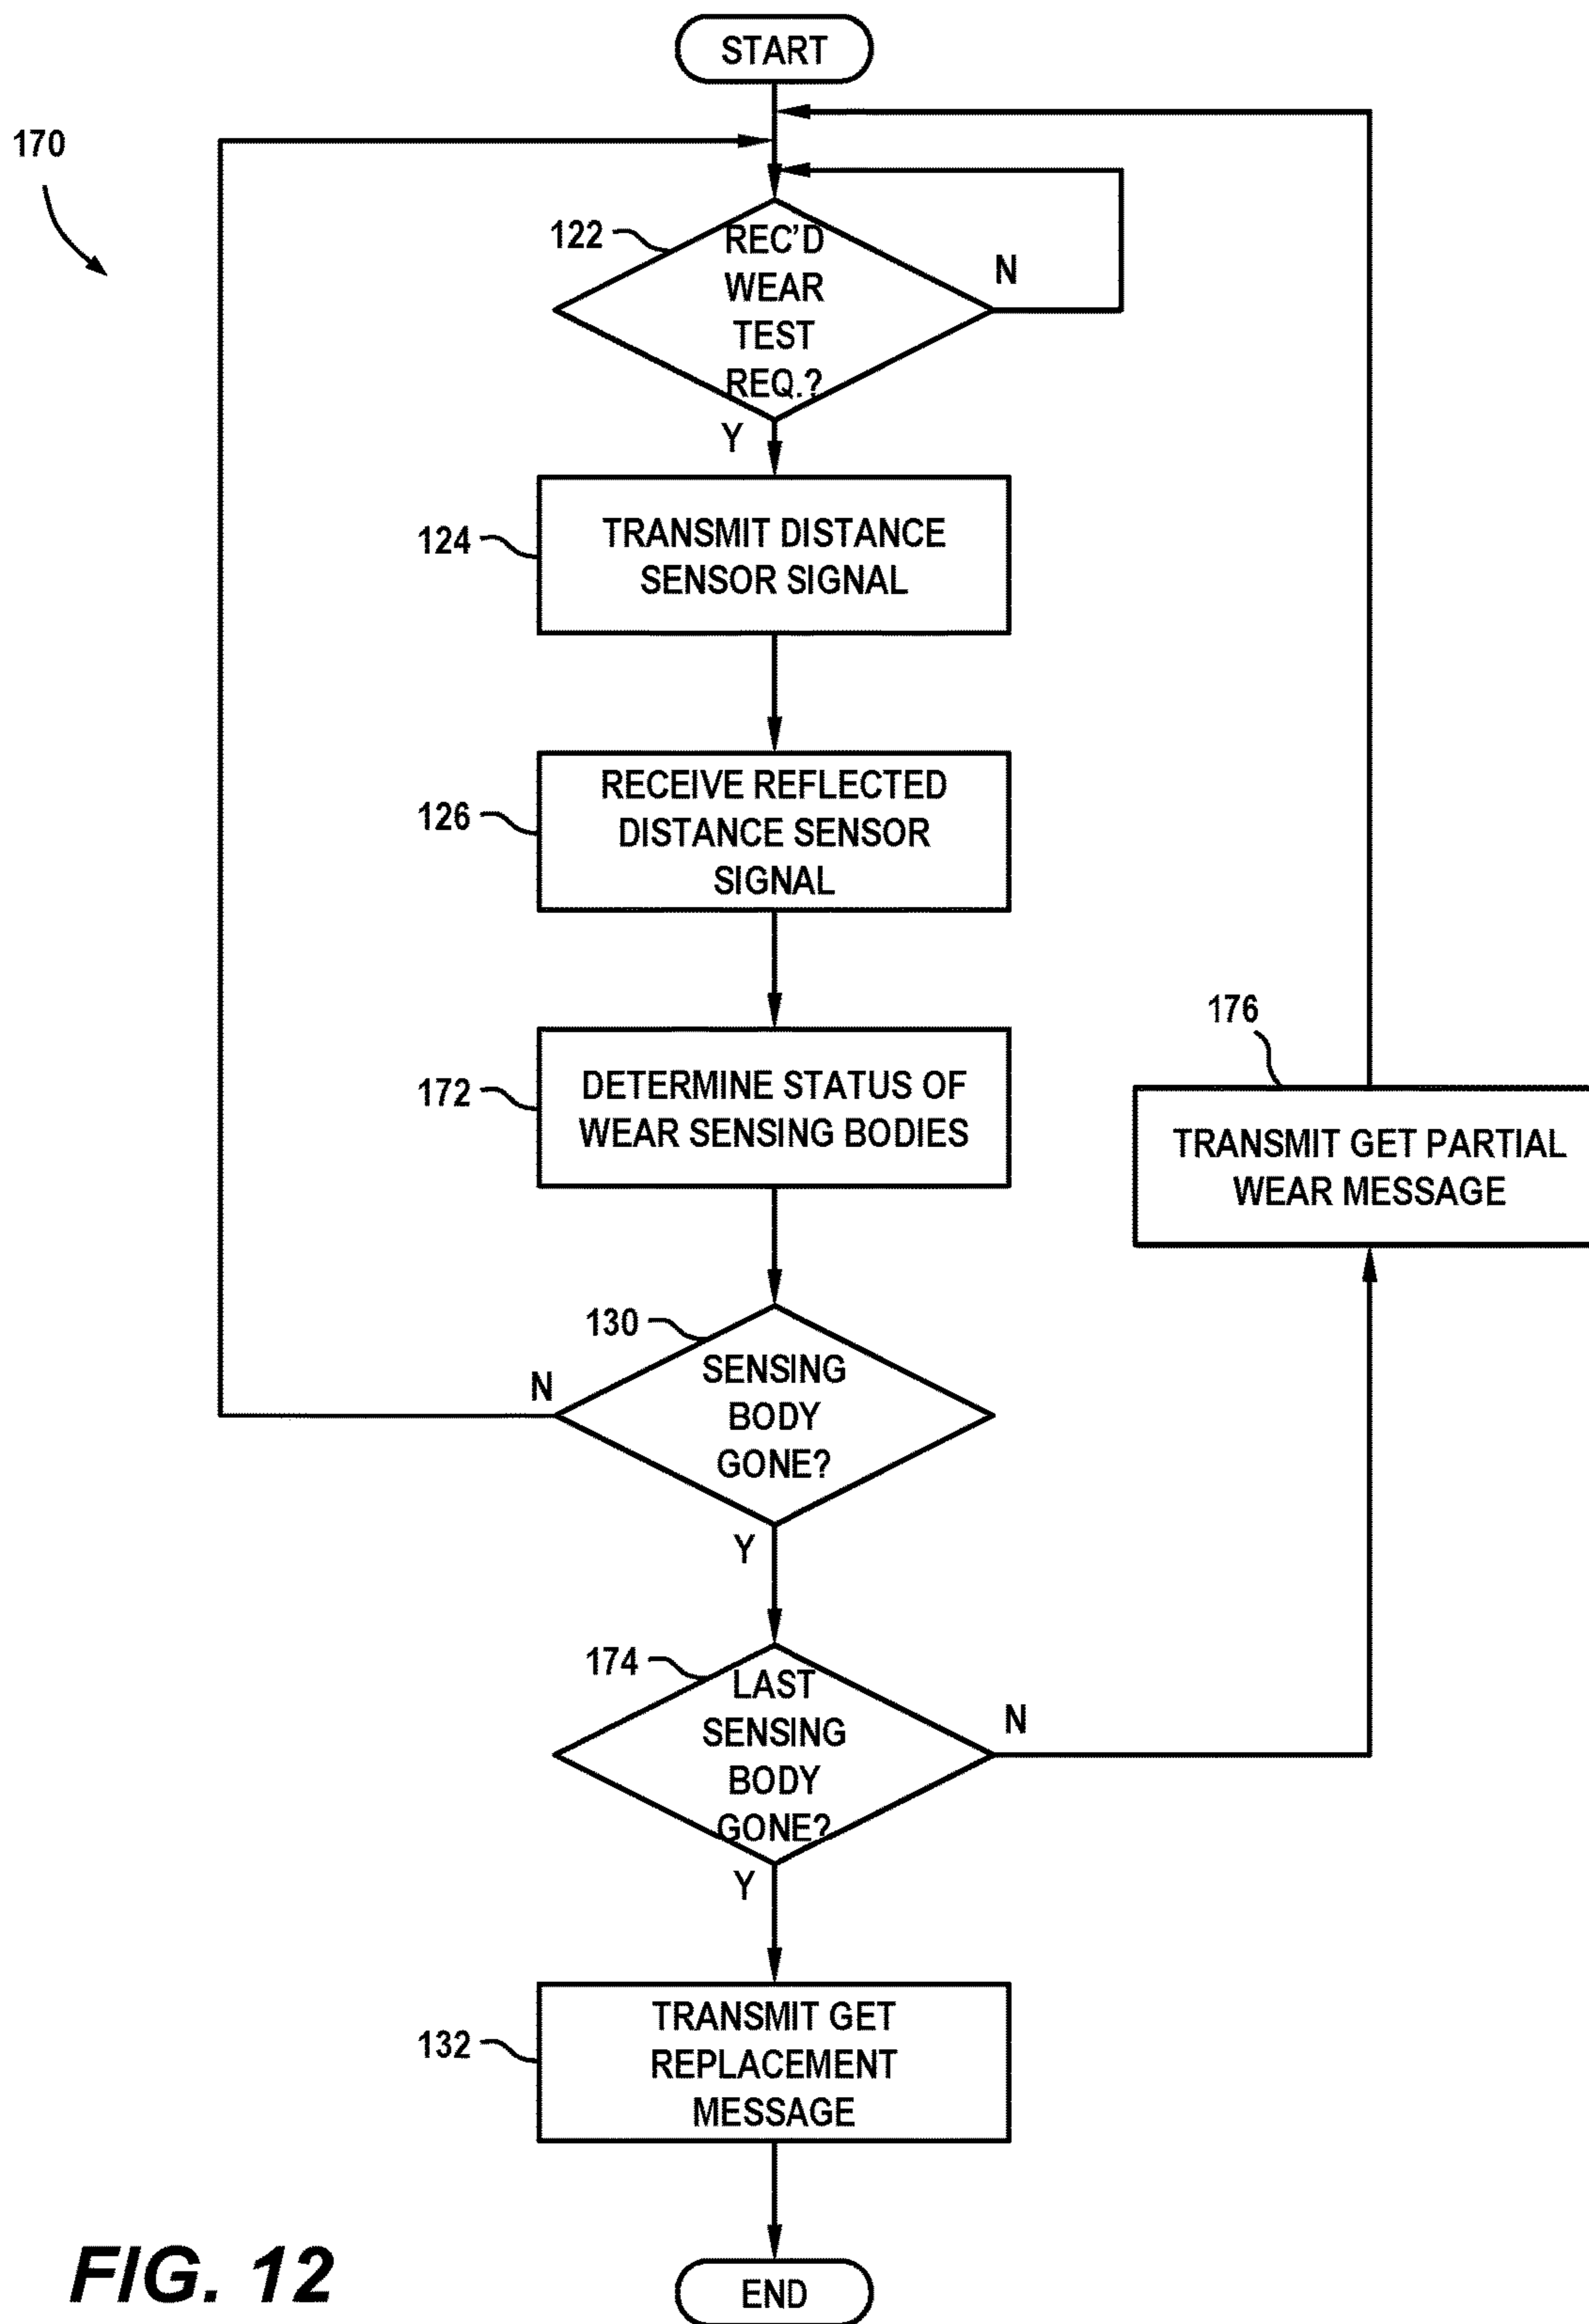 START
170
122
REC'D
WEAR
TEST
REQ.?
N
Y
124
TRANSMIT DISTANCE
SENSOR SIGNAL
126
RECEIVE REFLECTED
DISTANCE SENSOR
SIGNAL
172
DETERMINE STATUS OF
WEAR SENSING BODIES
176
TRANSMIT GET PARTIAL
WEAR MESSAGE
130
SENSING
BODY
GONE?
N
Y
174
LAST
SENSING
BODY
GONE?
N
Y
132
TRANSMIT GET
REPLACEMENT
MESSAGE
END
FIG. 12